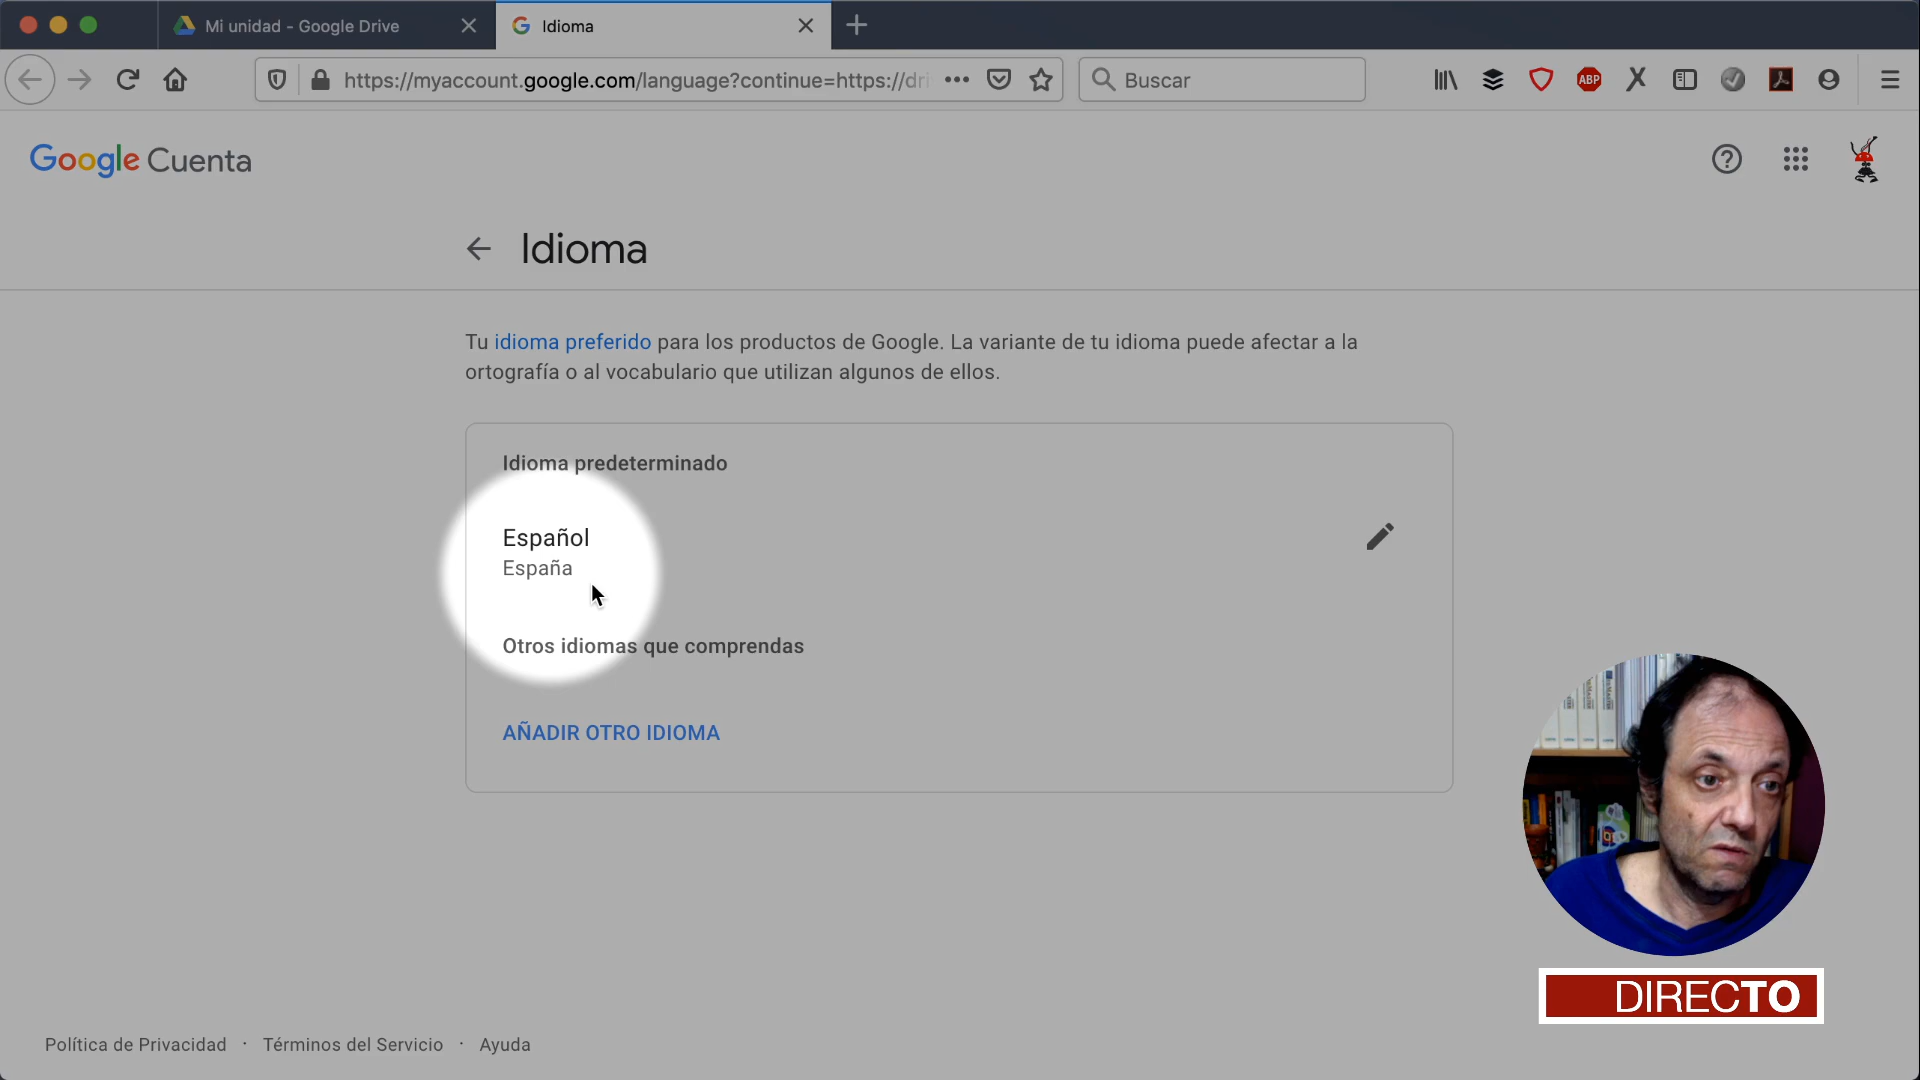 Mi unidad - Google Drive
Idioma
https://myaccount.google.com/language?continue=https://dri
Buscar
ABP
Google Cuenta
Idioma
Tu idioma preferido para los productos de Google. La variante de tu idioma puede afectar a la
ortografía o al vocabulario que utilizan algunos de ellos.
Idioma predeterminado
Español
España
Otros idiomas que comprendas
AÑADIR OTRO IDIOMA
DIRECTO
Política de Privacidad · Términos del Servicio · Ayuda